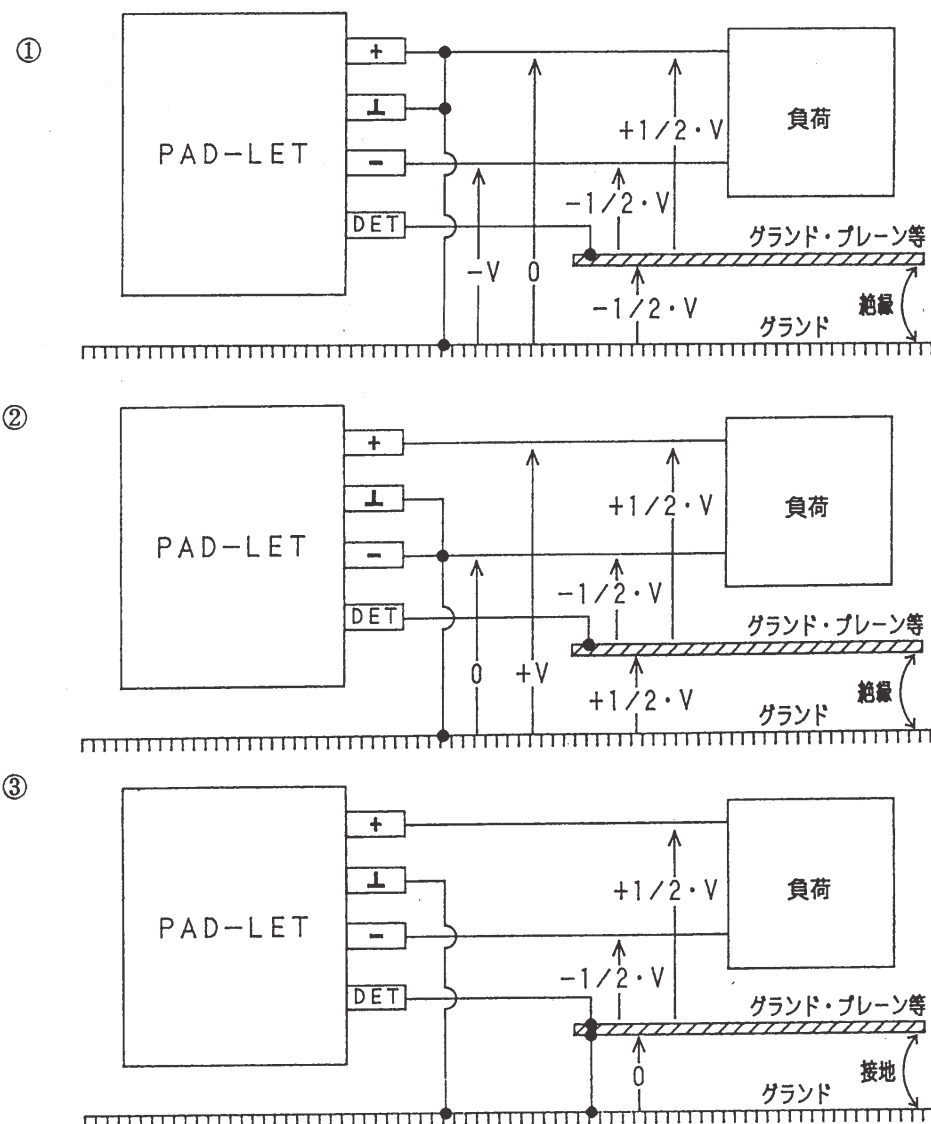 ①
+
⊥
PAD-LET
-
DET
負荷
+1/2・V
-1/2・V
-V
0
-1/2・V
グランド・プレーン等
絶縁
グランド
②
+
⊥
PAD-LET
-
DET
負荷
+1/2・V
-1/2・V
0
+V
+1/2・V
グランド・プレーン等
絶縁
グランド
③
+
⊥
PAD-LET
-
DET
負荷
+1/2・V
-1/2・V
0
グランド・プレーン等
接地
グランド